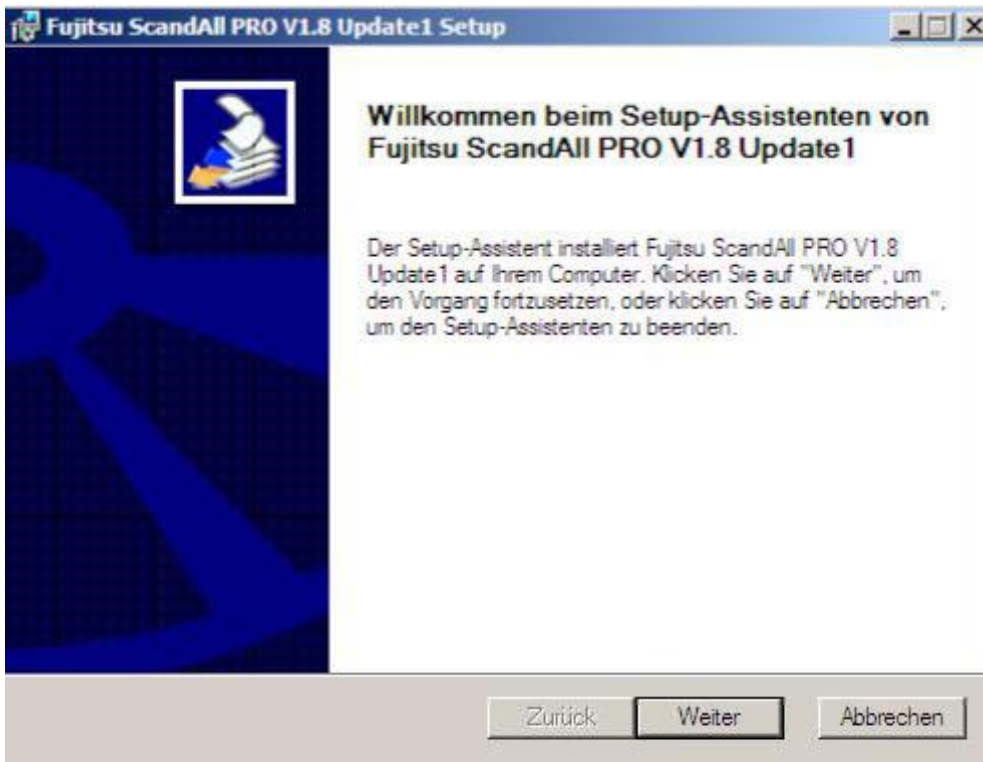 Fujitsu ScandAll PRO V1.8 Update1 Setup
Willkommen beim Setup-Assistenten von
Fujitsu ScandAll PRO V1.8 Update1
Der Setup-Assistent installiert Fujitsu ScandAll PRO V1.8
Update1 auf Ihrem Computer. Klicken Sie auf "Weiter", um
den Vorgang fortzusetzen, oder klicken Sie auf "Abbrechen",
um den Setup-Assistenten zu beenden.
Zurück Weiter Abbrechen